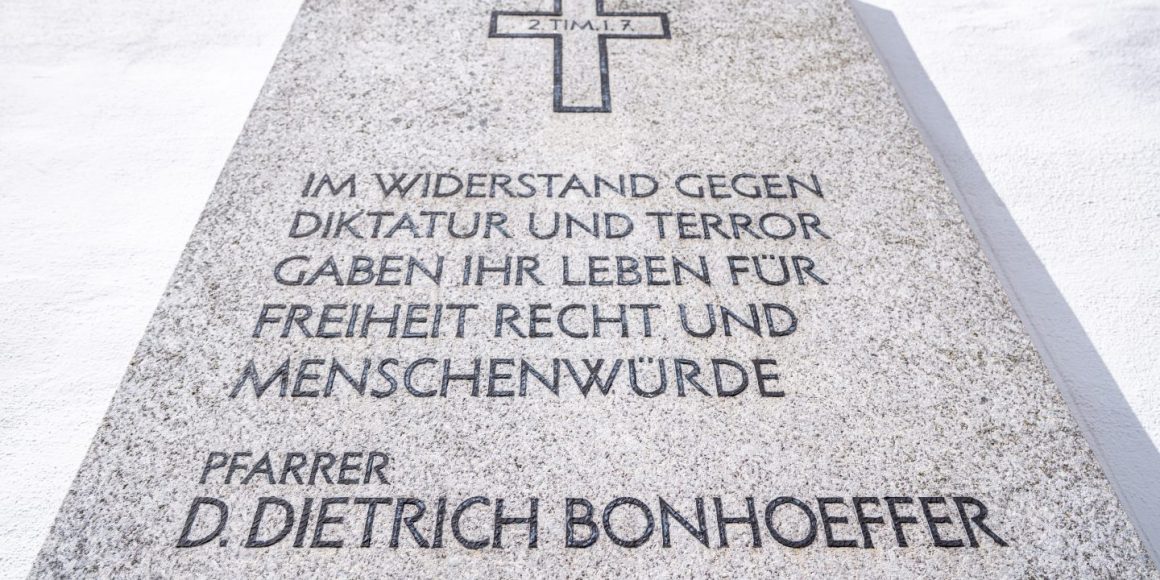 2. TIM. 1. 7.
IM WIDERSTAND GEGEN
DIKTATUR UND TERROR
GABEN IHR LEBEN FÜR
FREIHEIT RECHT UND
MENSCHENWÜRDE
PFARRER
D. DIETRICH BONHOEFFER